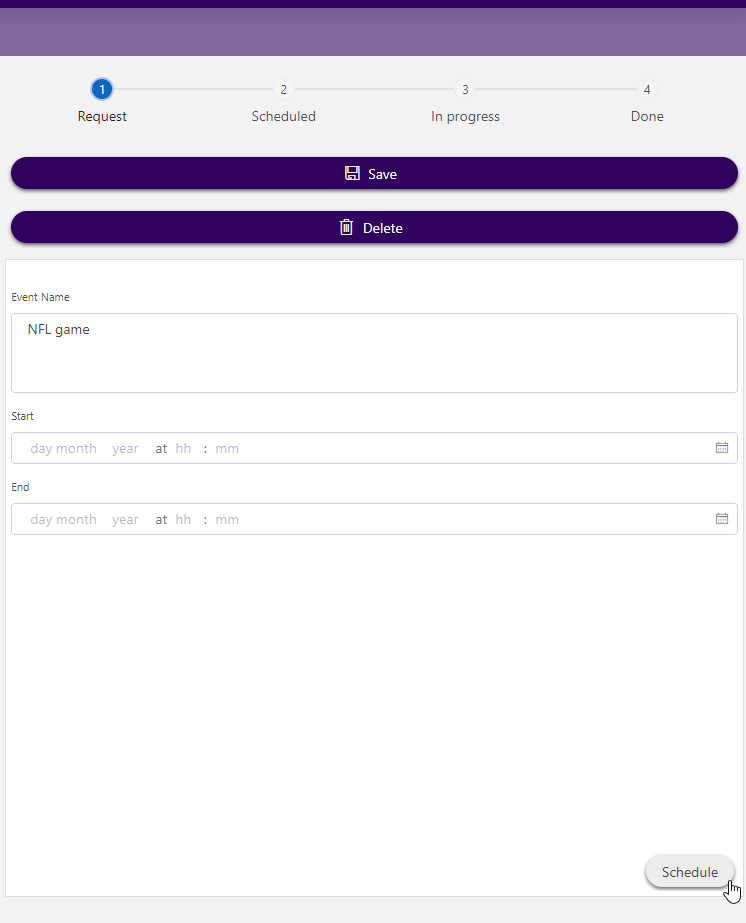 1 2 3 4
Request Scheduled In progress Done
Save
Delete
Event Name
NFL game
Start
day month year at hh : mm
End
day month year at hh : mm
Schedule